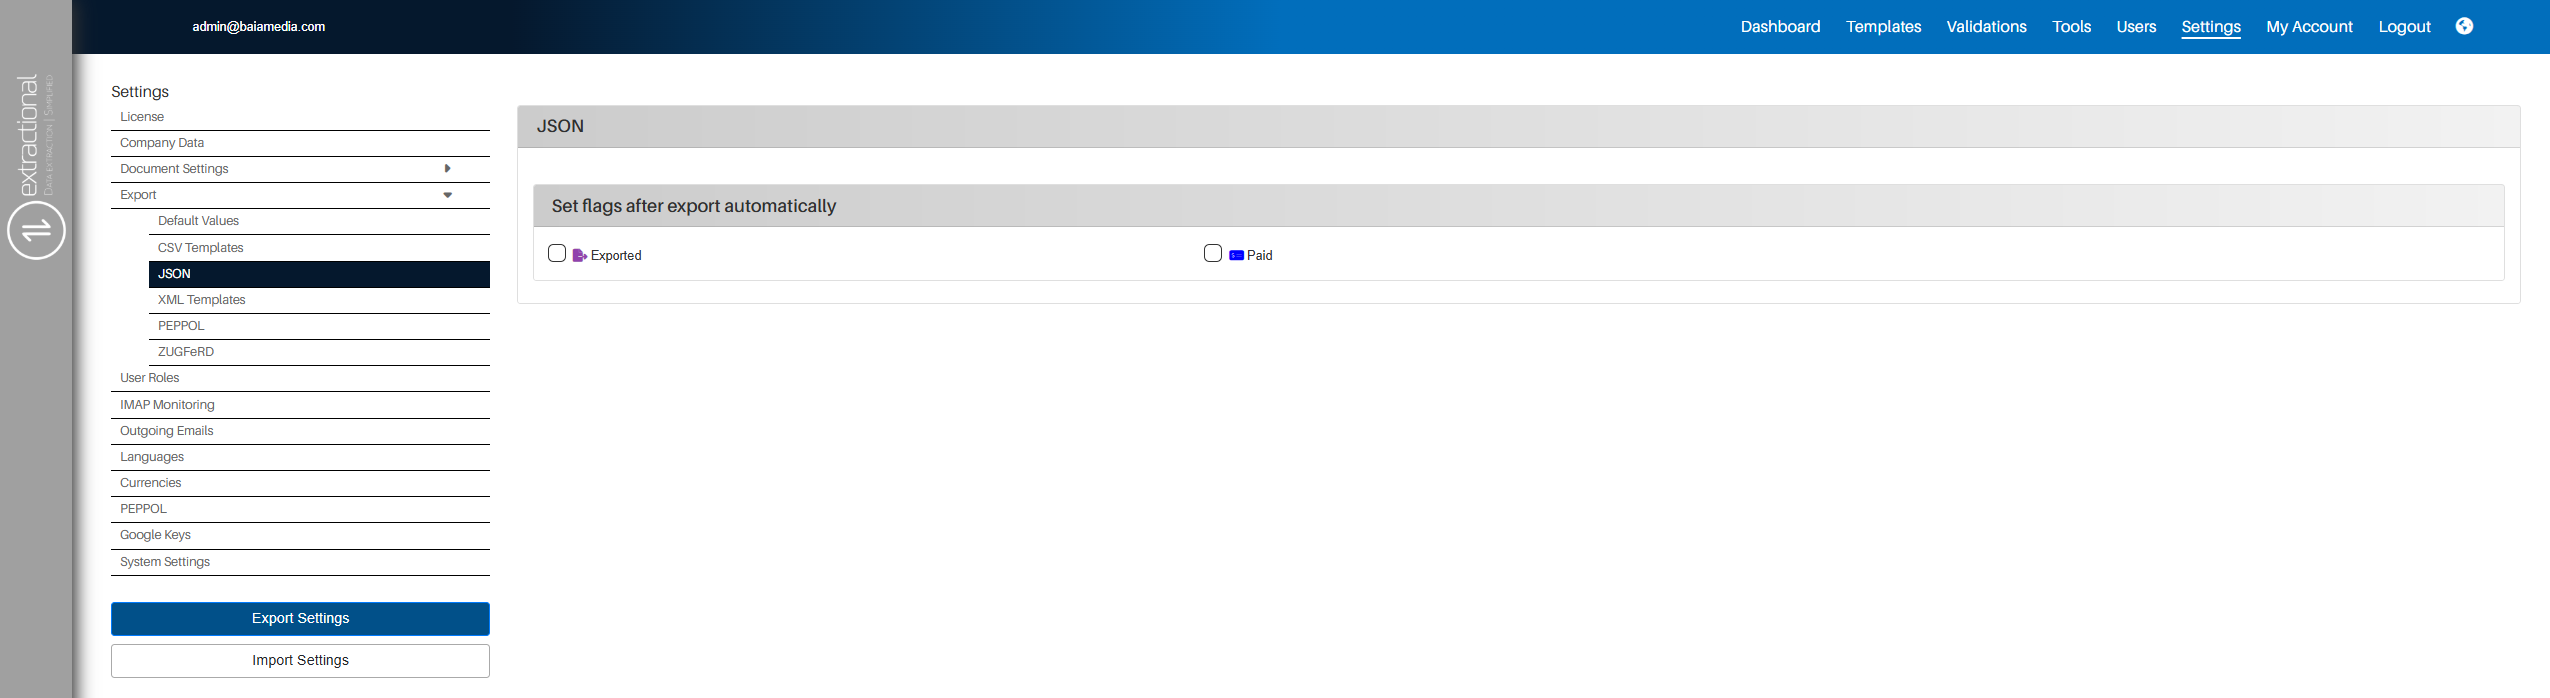 admin@baiamedia.com
Dashboard Templates Validations Tools Users Settings My Account Logout
extractional
DATA EXTRACTION | SIMPLIFIED
Settings
License
Company Data
Document Settings
Export
Default Values
CSV Templates
JSON
XML Templates
PEPPOL
ZUGFeRD
User Roles
IMAP Monitoring
Outgoing Emails
Languages
Currencies
PEPPOL
Google Keys
System Settings
Export Settings
Import Settings
JSON
Set flags after export automatically
Exported Paid